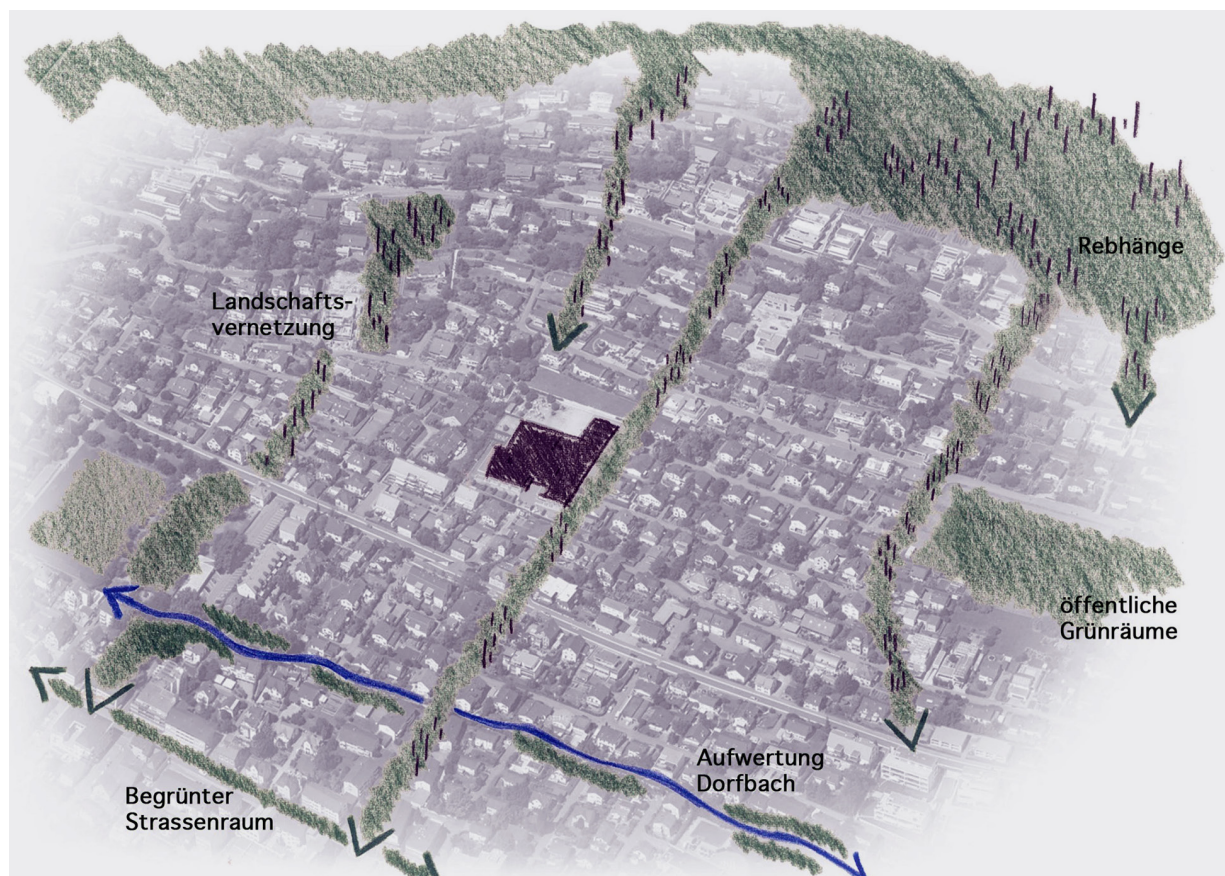 Rebhänge
Landschafts-
vernetzung
öffentliche
Grünräume
Aufwertung
Dorfbach
Begrünter
Strassenraum